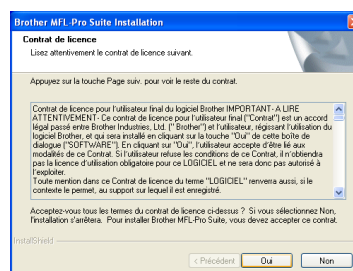 Brother MFL-Pro Suite Installation
Contrat de licence
Lisez attentivement le contrat de licence suivant.
Appuyez sur la touche Page suiv. pour voir le reste du contrat.
Contrat de licence pour l'utilisateur final du logiciel Brother IMPORTANT - A LIRE
ATTENTIVEMENT - Ce contrat de licence pour l'utilisateur final ("Contrat") est un accord
légal passé entre Brother Industries, Ltd. (" Brother") et l'utilisateur, régissant l'utilisation du
logiciel Brother, et qui sera installé en cliquant sur la touche "Oui" de cette boîte de
dialogue ("SOFTWARE"). En cliquant sur "Oui", l'utilisateur accepte d'être lié aux
modalités de ce Contrat. Si l'utilisateur refuse les conditions de ce Contrat, il n'obtiendra
pas la licence d'utilisation obligatoire pour ce LOGICIEL et ne sera donc pas autorisé à
l'exploiter.
Toute mention dans ce Contrat de licence du terme "LOGICIEL" renverra aussi, si le
contexte le permet, au support sur lequel il est enregistré.
Acceptez-vous tous les termes du contrat de licence ci-dessus ? Si vous sélectionnez Non,
l'installation s'arrêtera. Pour installer Brother MFL-Pro Suite, vous devez accepter ce contrat.
InstallShield
< Précédent Oui Non